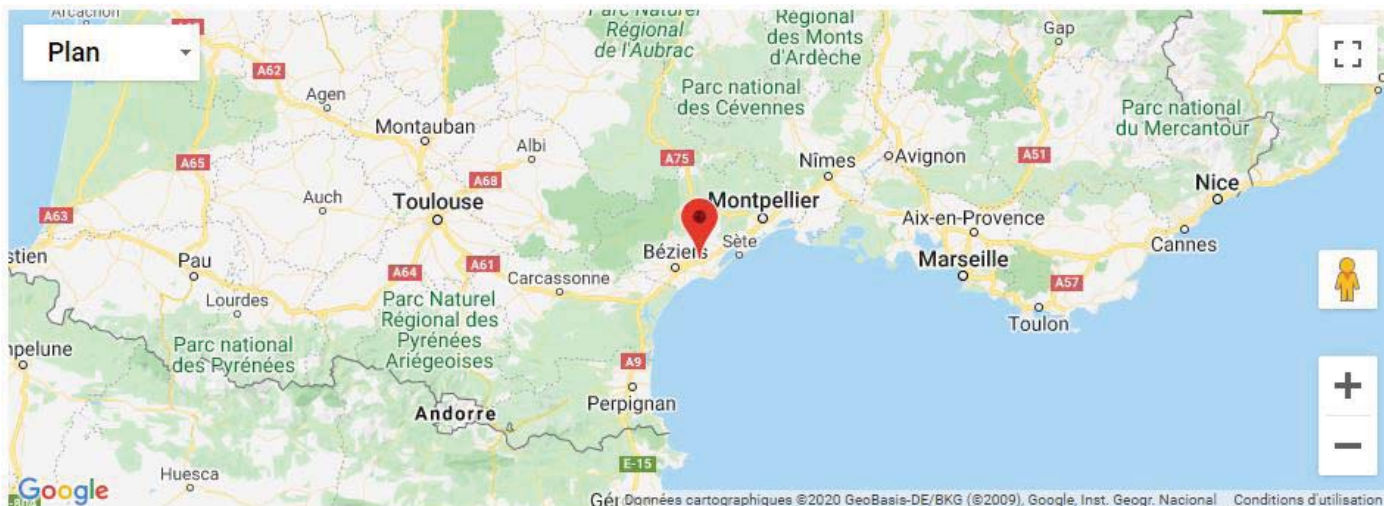 Arcachon
Plan
A62
Agen
Montauban
Albi
A65
Auch
A68
Toulouse
A63
Pau
Lourdes
A64
A61
Carcassonne
Parc Naturel
Régional des
Pyrénées
Ariégeoises
Parc national
des Pyrénées
Andorre
Huesca
Parc Naturel
Régional
de l'Aubrac
Régional
des Monts
d'Ardèche
Parc national
des Cévennes
A75
Nîmes
Avignon
Montpellier
Béziers
Sète
A9
Perpignan
E-15
Gap
Parc national
du Mercantour
A51
Nice
Aix-en-Provence
Cannes
Marseille
A57
Toulon
Google
Données cartographiques ©2020 GeoBasis-DE/BKG (©2009), Google, Inst. Geogr. Nacional
Conditions d'utilisation